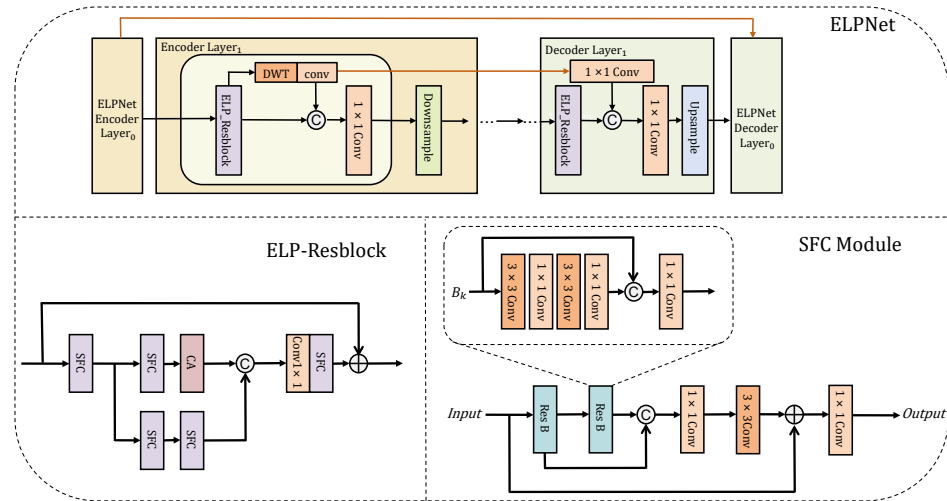 ELPNet
Encoder Layer₁
Decoder Layer₁
ELPNet
Encoder
Layer₀
ELP_Resblock
DWT
conv
C
1 × 1 Conv
Downsample
......
ELP_Resblock
1 × 1 Conv
C
1 × 1 Conv
Upsample
ELPNet
Decoder
Layer₀
ELP-Resblock
SFC
SFC
CA
SFC
SFC
C
Conv1 × 1
SFC
SFC Module
Bₖ
3 × 3 Conv
1 × 1 Conv
3 × 3 Conv
1 × 1 Conv
C
1 × 1 Conv
Input
Res B
Res B
C
1 × 1 Conv
3 × 3Conv
1 × 1 Conv
Output